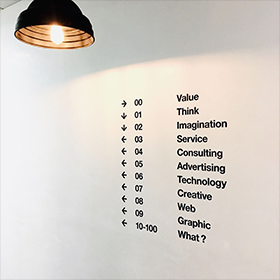 → 00 Value
↓ 01 Think
↓ 02 Imagination
← 03 Service
← 04 Consulting
← 05 Advertising
← 06 Technology
← 07 Creative
← 08 Web
← 09 Graphic
← 10-100 What?